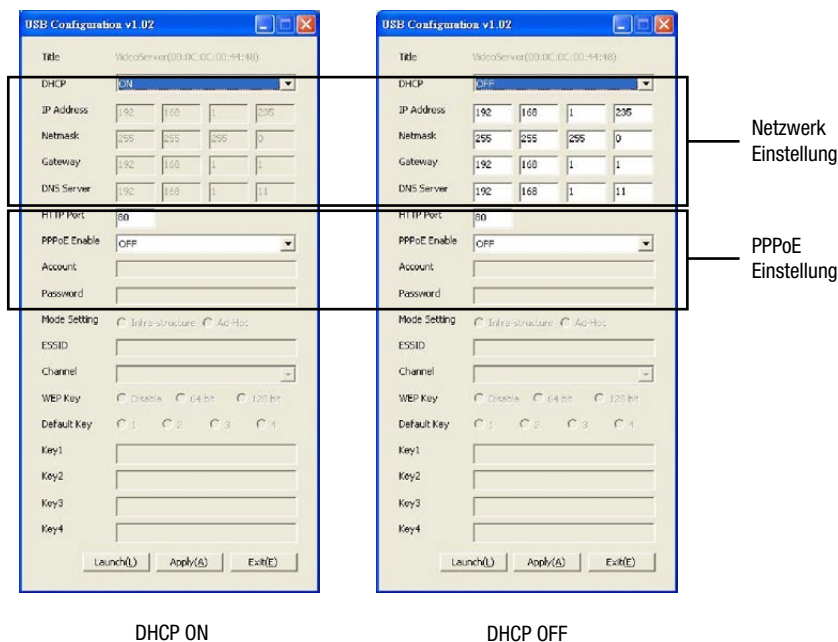 USB Configuration v1.02
Title VideoServer(00:0C:0C:00:44:48)
DHCP ON
IP Address 192 168 1 235
Netmask 255 255 255 0
Gateway 192 168 1 1
DNS Server 192 168 1 11
HTTP Port 80
PPPoE Enable OFF
Account
Password
Mode Setting Infra-structure Ad-Hoc
ESSID
Channel
WEP Key Disable 64 bit 128 bit
Default Key 1 2 3 4
Key1
Key2
Key3
Key4
Launch(L) Apply(A) Exit(E)
DHCP ON
USB Configuration v1.02
Title VideoServer(00:0C:0C:00:44:48)
DHCP OFF
IP Address 192 168 1 235
Netmask 255 255 255 0
Gateway 192 168 1 1
DNS Server 192 168 1 11
HTTP Port 80
PPPoE Enable OFF
Account
Password
Mode Setting Infra-structure Ad-Hoc
ESSID
Channel
WEP Key Disable 64 bit 128 bit
Default Key 1 2 3 4
Key1
Key2
Key3
Key4
Launch(L) Apply(A) Exit(E)
DHCP OFF
Netzwerk
Einstellung
PPPoE
Einstellung